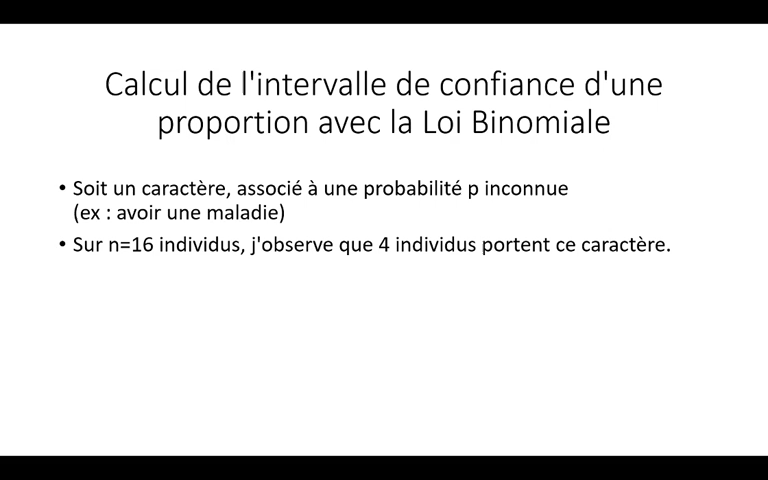 Calcul de l'intervalle de confiance d'une
proportion avec la Loi Binomiale
• Soit un caractère, associé à une probabilité p inconnue
(ex : avoir une maladie)
• Sur n=16 individus, j'observe que 4 individus portent ce caractère.